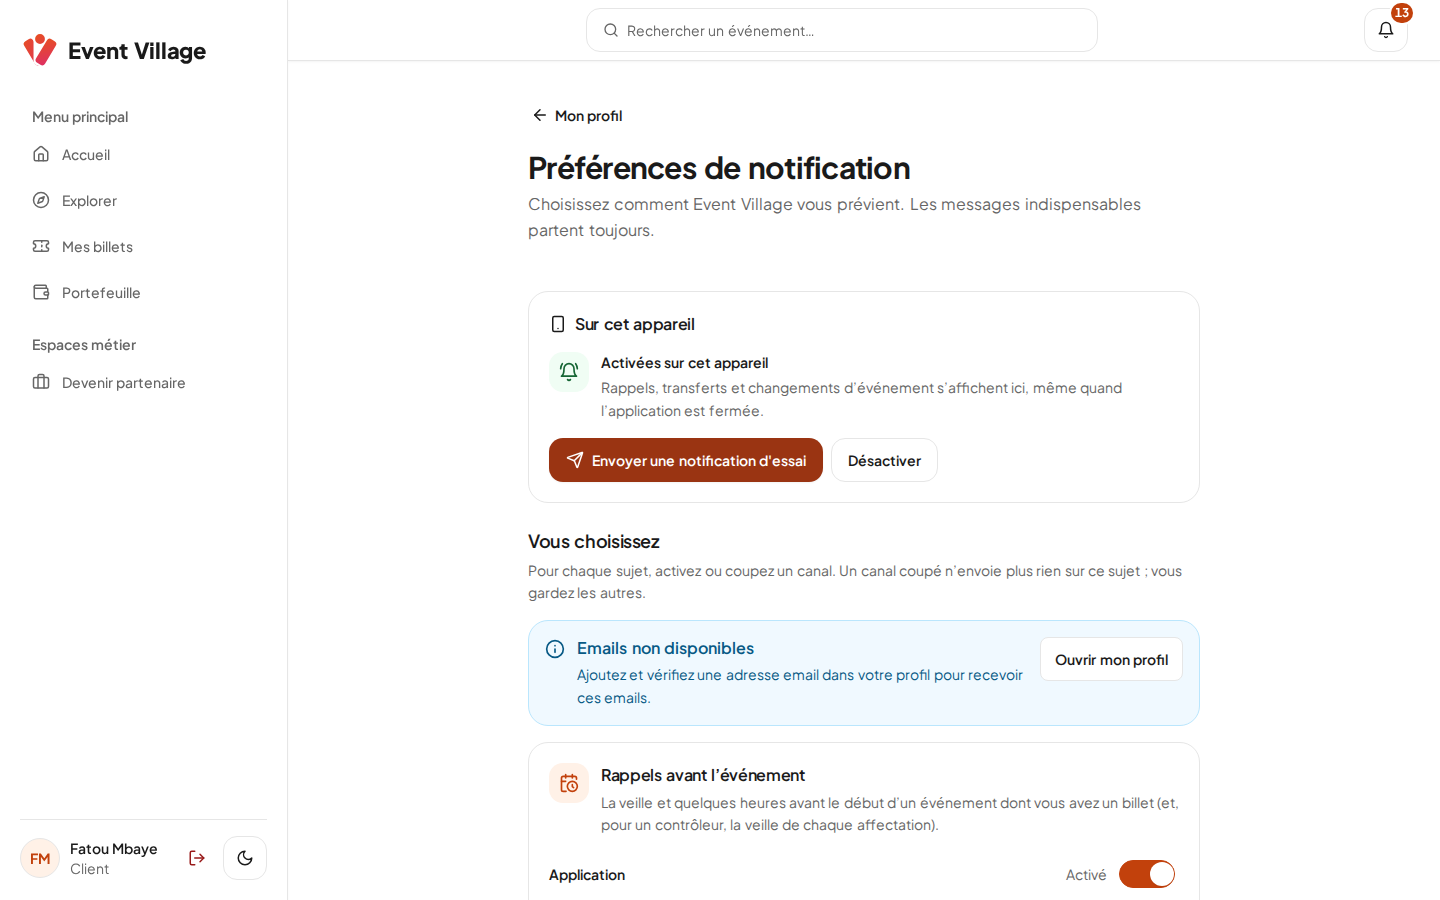 Event Village
Rechercher un événement…
13
Menu principal
Accueil
Explorer
Mes billets
Portefeuille
Espaces métier
Devenir partenaire
FM
Fatou Mbaye
Client
Mon profil
Préférences de notification
Choisissez comment Event Village vous prévient. Les messages indispensables
partent toujours.
Sur cet appareil
Activées sur cet appareil
Rappels, transferts et changements d’événement s’affichent ici, même quand
l’application est fermée.
Envoyer une notification d'essai
Désactiver
Vous choisissez
Pour chaque sujet, activez ou coupez un canal. Un canal coupé n’envoie plus rien sur ce sujet ; vous
gardez les autres.
Emails non disponibles
Ajoutez et vérifiez une adresse email dans votre profil pour recevoir
ces emails.
Ouvrir mon profil
Rappels avant l’événement
La veille et quelques heures avant le début d’un événement dont vous avez un billet (et,
pour un contrôleur, la veille de chaque affectation).
Application
Activé